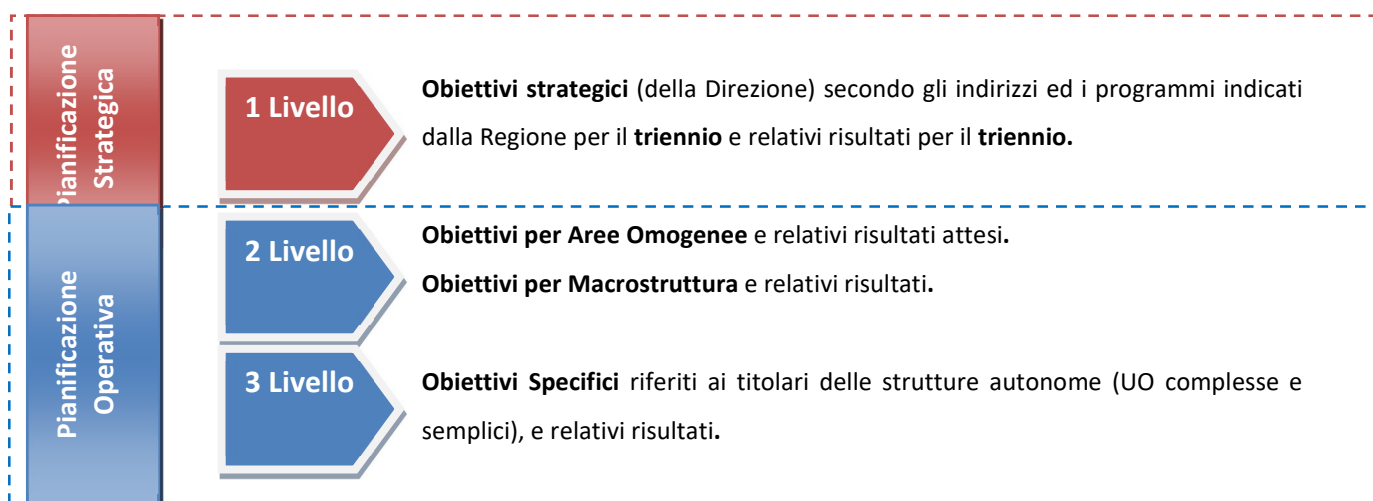 Pianificazione
Strategica
1 Livello
Obiettivi strategici (della Direzione) secondo gli indirizzi ed i programmi indicati
dalla Regione per il triennio e relativi risultati per il triennio.
Pianificazione
Operativa
2 Livello
Obiettivi per Aree Omogenee e relativi risultati attesi.
Obiettivi per Macrostruttura e relativi risultati.
3 Livello
Obiettivi Specifici riferiti ai titolari delle strutture autonome (UO complesse e
semplici), e relativi risultati.